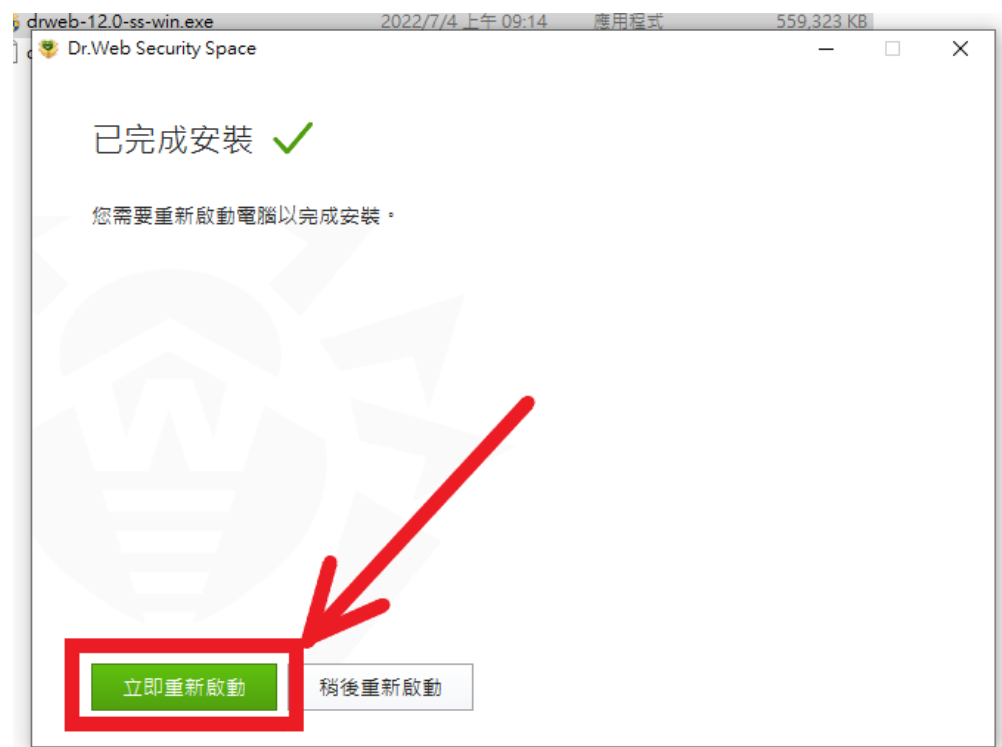 drweb-12.0-ss-win.exe 2022/7/4 上午 09:14 應用程式 559,323 KB
Dr.Web Security Space
已完成安裝
您需要重新啟動電腦以完成安裝。
立即重新啟動 稍後重新啟動